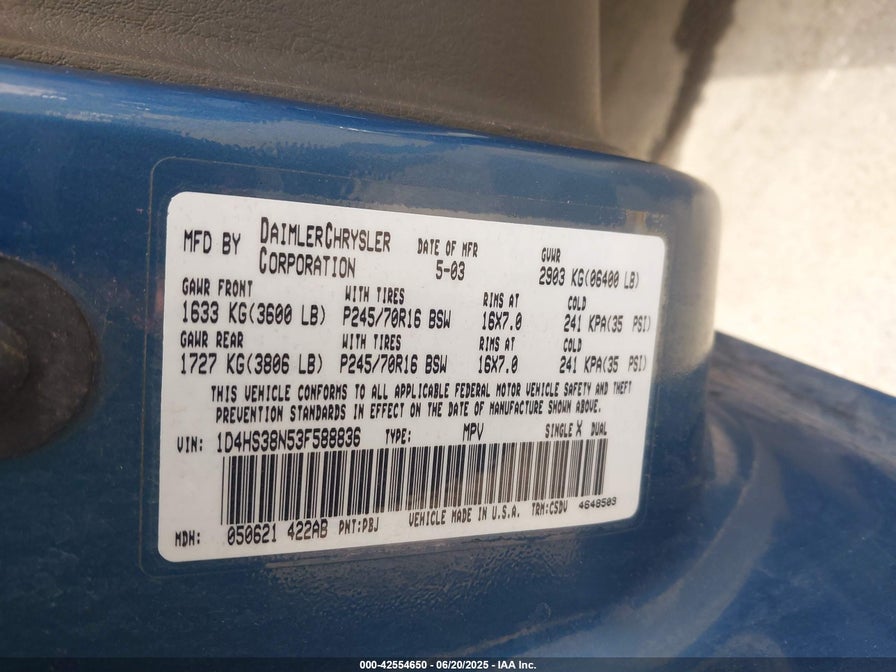 MFD BY DAIMLERCHRYSLER CORPORATION DATE OF MFR 5-03 GVWR 2903 KG(06400 LB)
GAWR FRONT WITH TIRES RIMS AT COLD
1633 KG(3600 LB) P245/70R16 BSW 16X7.0 241 KPA(35 PSI)
GAWR REAR WITH TIRES RIMS AT COLD
1727 KG(3806 LB) P245/70R16 BSW 16X7.0 241 KPA(35 PSI)
THIS VEHICLE CONFORMS TO ALL APPLICABLE FEDERAL MOTOR VEHICLE SAFETY AND THEFT
PREVENTION STANDARDS IN EFFECT ON THE DATE OF MANUFACTURE SHOWN ABOVE.
VIN: 1D4HS38N53F588836 TYPE: MPV SINGLE X DUAL
MDH: 050621 422AB PNT:PBJ VEHICLE MADE IN U.S.A. TRM:CSDV 4648509
000-42554650 | 06/20/2025 - IAA Inc.